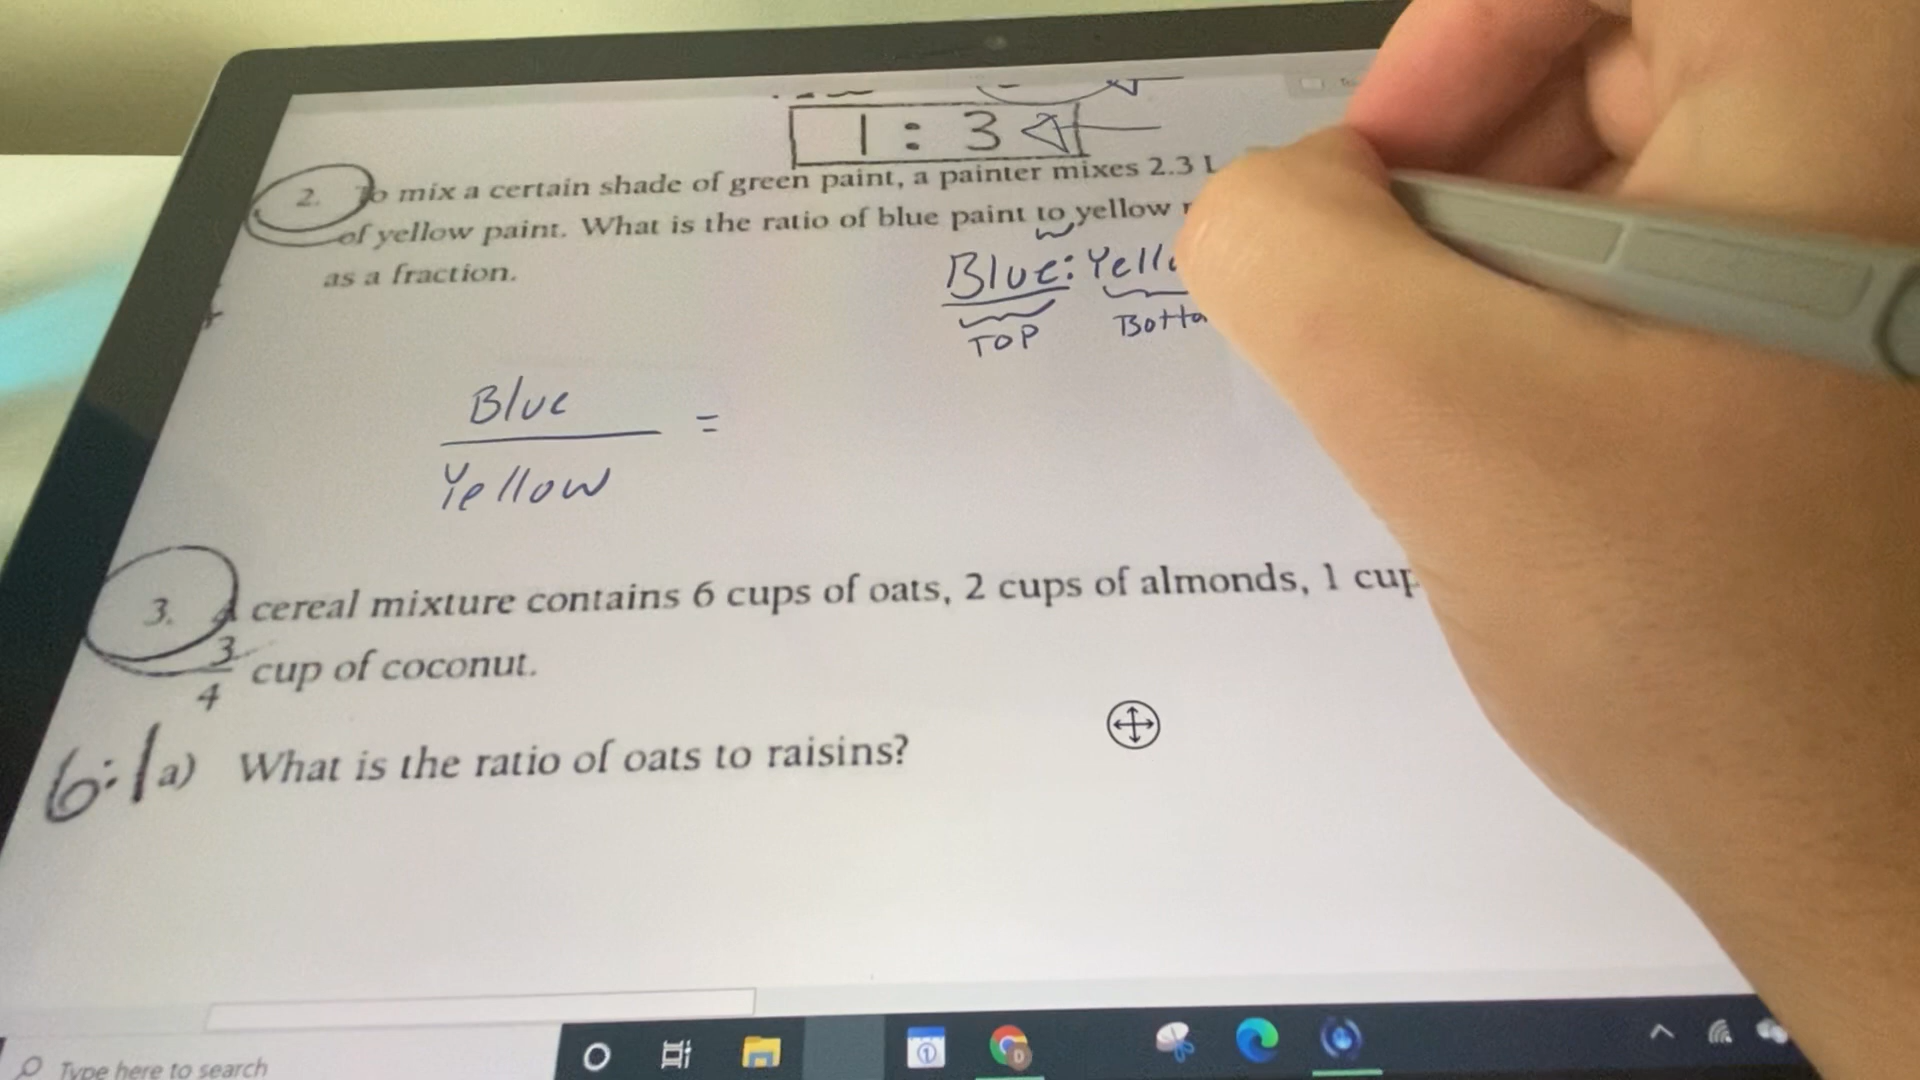 1 : 3
2. To mix a certain shade of green paint, a painter mixes 2.3 L
of yellow paint. What is the ratio of blue paint to yellow
as a fraction.
Blue: Yello
TOP Botto
Blue
=
Yellow
3. A cereal mixture contains 6 cups of oats, 2 cups of almonds, 1 cup
3/4 cup of coconut.
6:1 a) What is the ratio of oats to raisins?
Type here to search